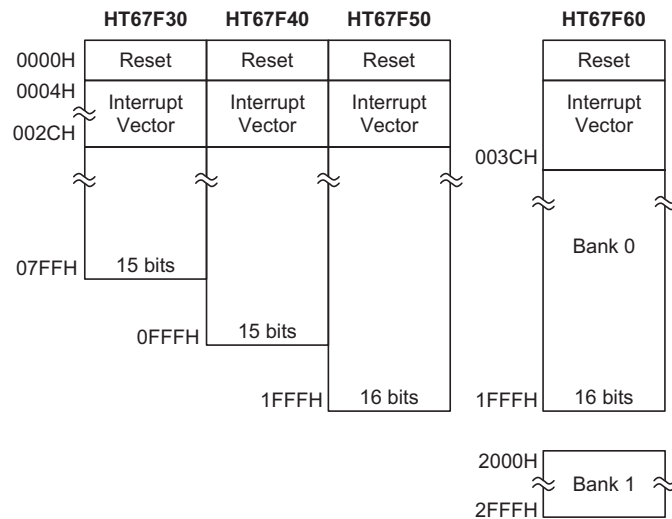 HT67F30 HT67F40 HT67F50 HT67F60
0000H Reset Reset Reset Reset
0004H
Interrupt Interrupt Interrupt Interrupt
Vector Vector Vector Vector
002CH
003CH
Bank 0
07FFH 15 bits
0FFFH 15 bits
1FFFH 16 bits 1FFFH 16 bits
2000H
Bank 1
2FFFH